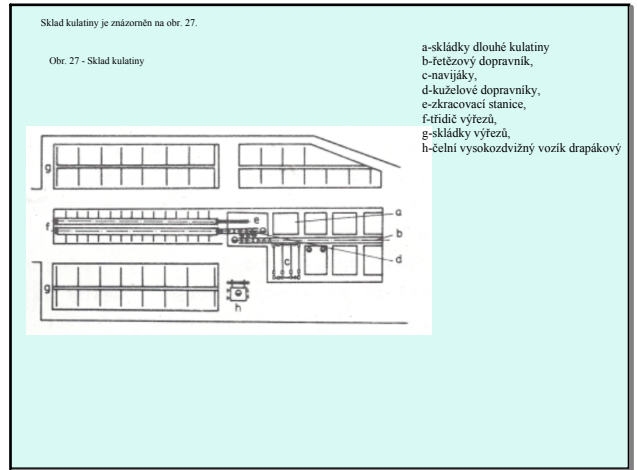 Sklad kulatiny je znázorněn na obr. 27.
Obr. 27 - Sklad kulatiny
a-skládky dlouhé kulatiny
b-řetězový dopravník,
c-navijáky,
d-kuželové dopravníky,
e-zkracovací stanice,
f-třidič výřezů,
g-skládky výřezů,
h-čelní vysokozdvižný vozík drapákový
g
f
e
a
b
d
c
g
h